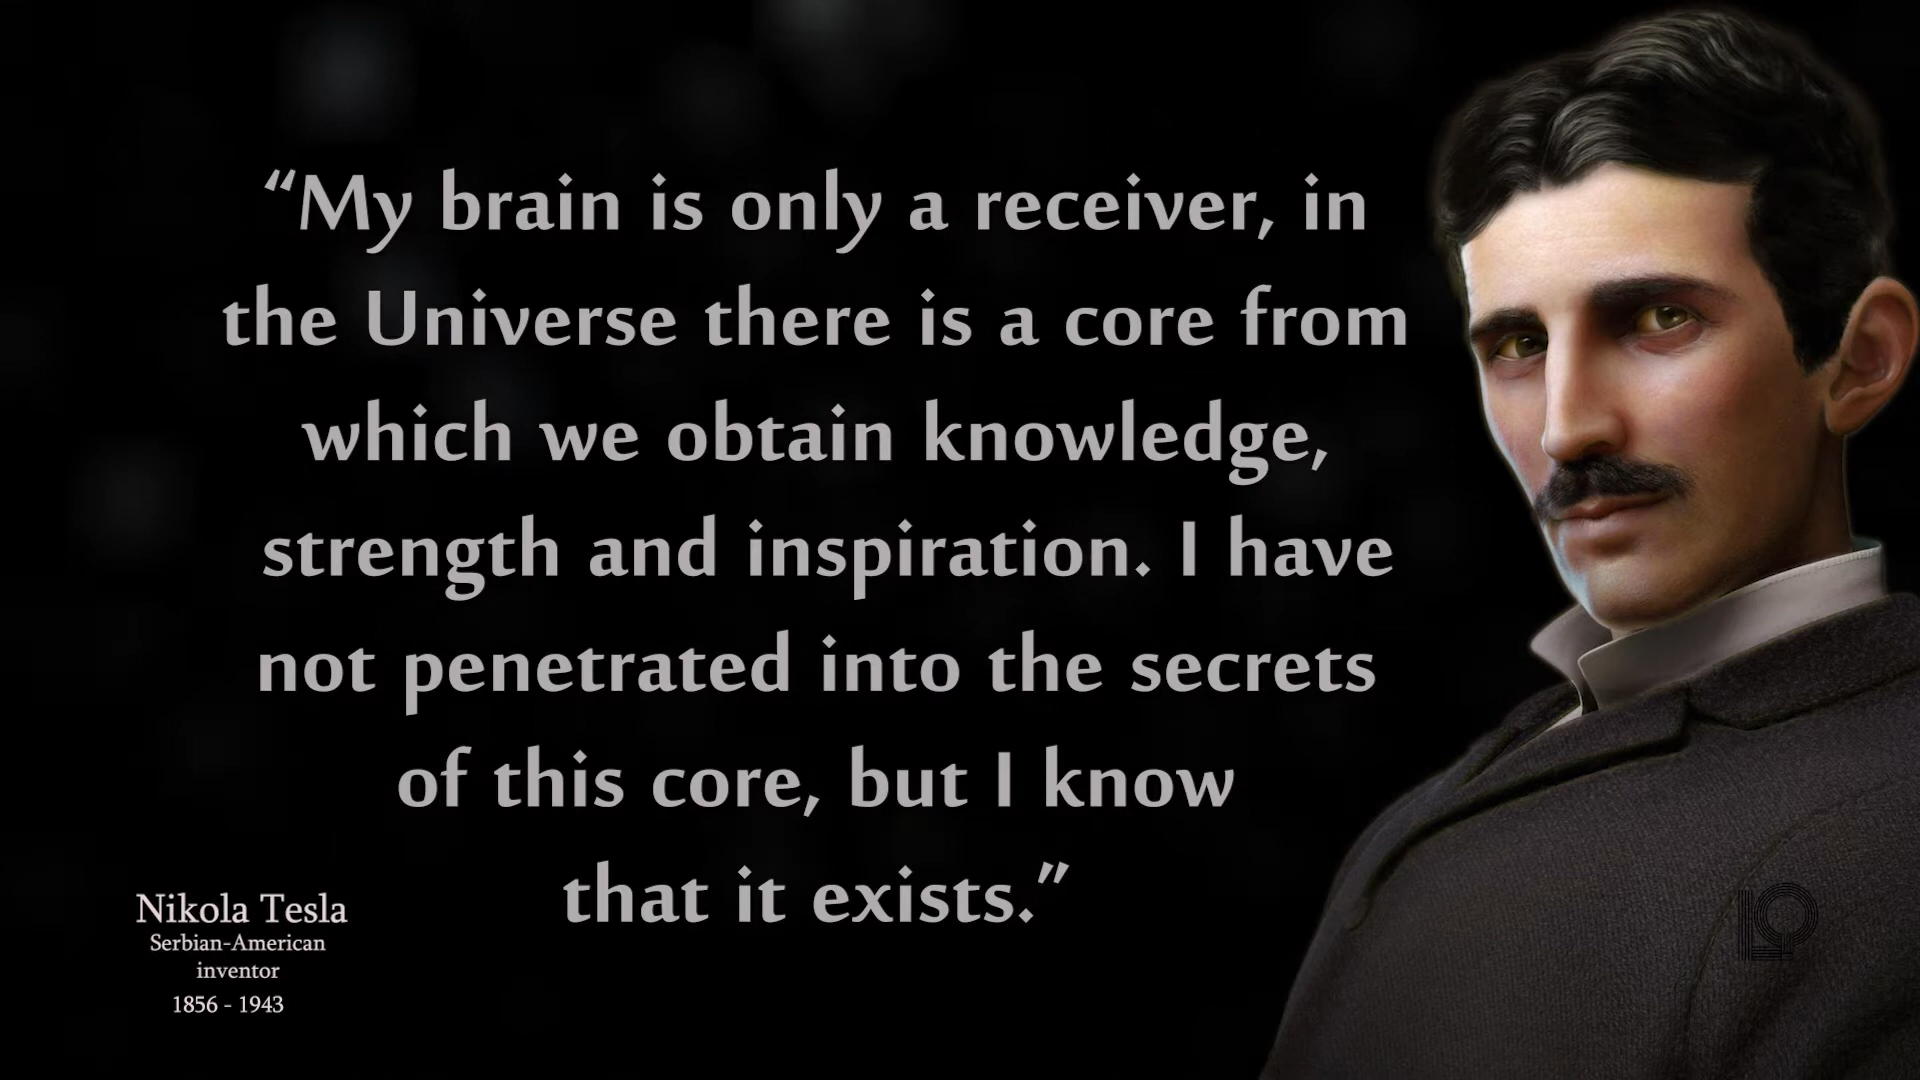 “My brain is only a receiver, in
the Universe there is a core from
which we obtain knowledge,
strength and inspiration. I have
not penetrated into the secrets
of this core, but I know
that it exists.”
Nikola Tesla
Serbian-American
inventor
1856 - 1943
LQ